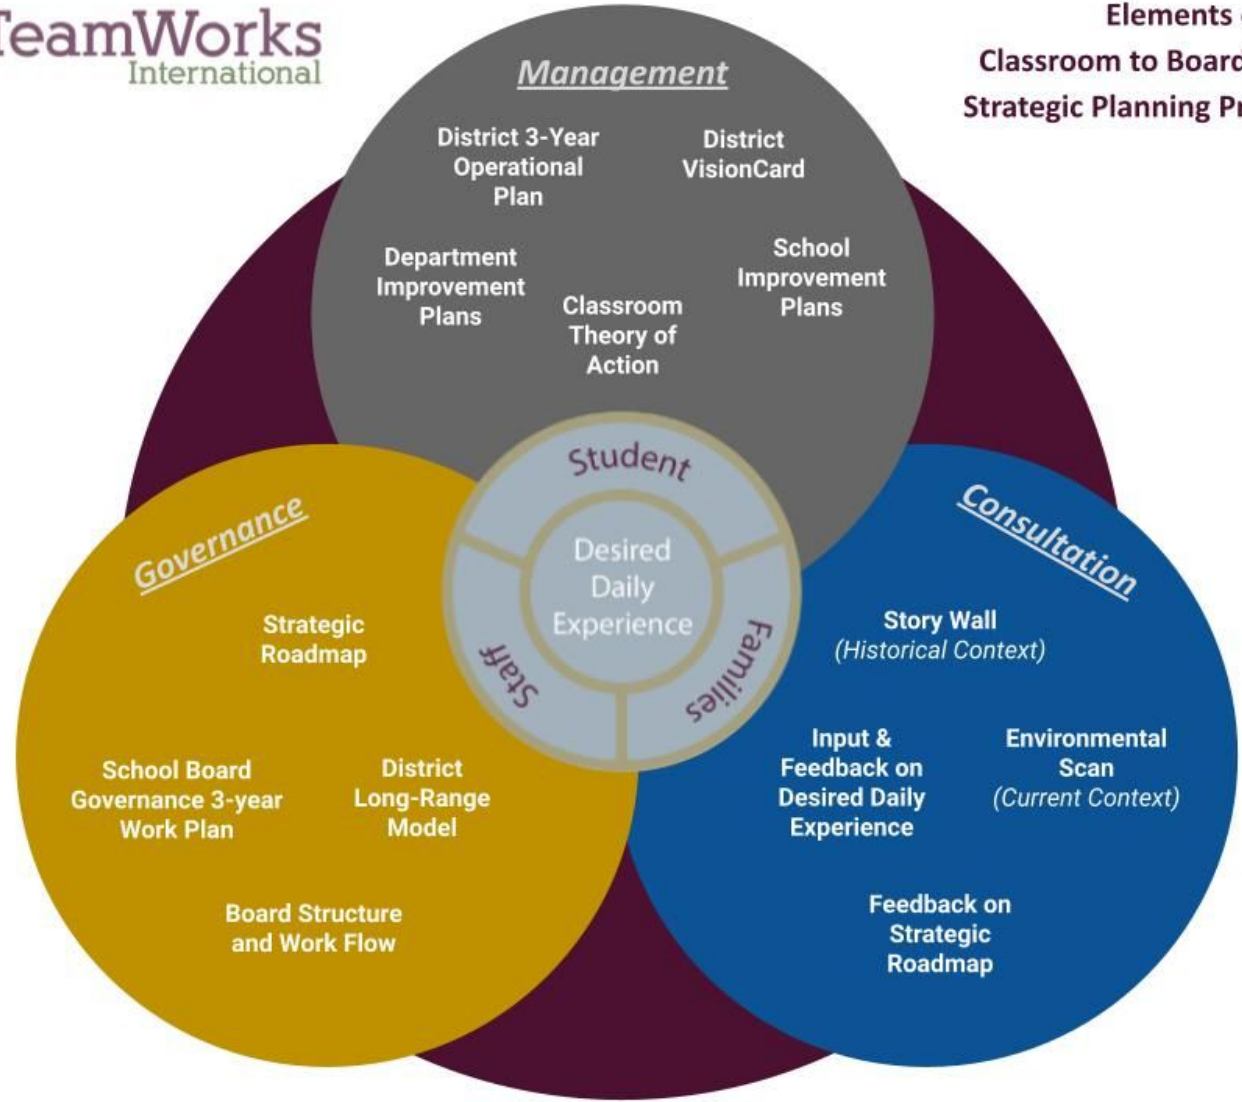 TeamWorks
International
Elements
Classroom to Board
Strategic Planning
Management
District 3-Year
Operational
Plan
District
VisionCard
Department
Improvement
Plans
Classroom
Theory of
Action
School
Improvement
Plans
Student
Desired
Daily
Experience
Staff
Families
Governance
Strategic
Roadmap
School Board
Governance 3-year
Work Plan
District
Long-Range
Model
Board Structure
and Work Flow
Consultation
Story Wall
(Historical Context)
Input &
Feedback on
Desired Daily
Experience
Environmental
Scan
(Current Context)
Feedback on
Strategic
Roadmap